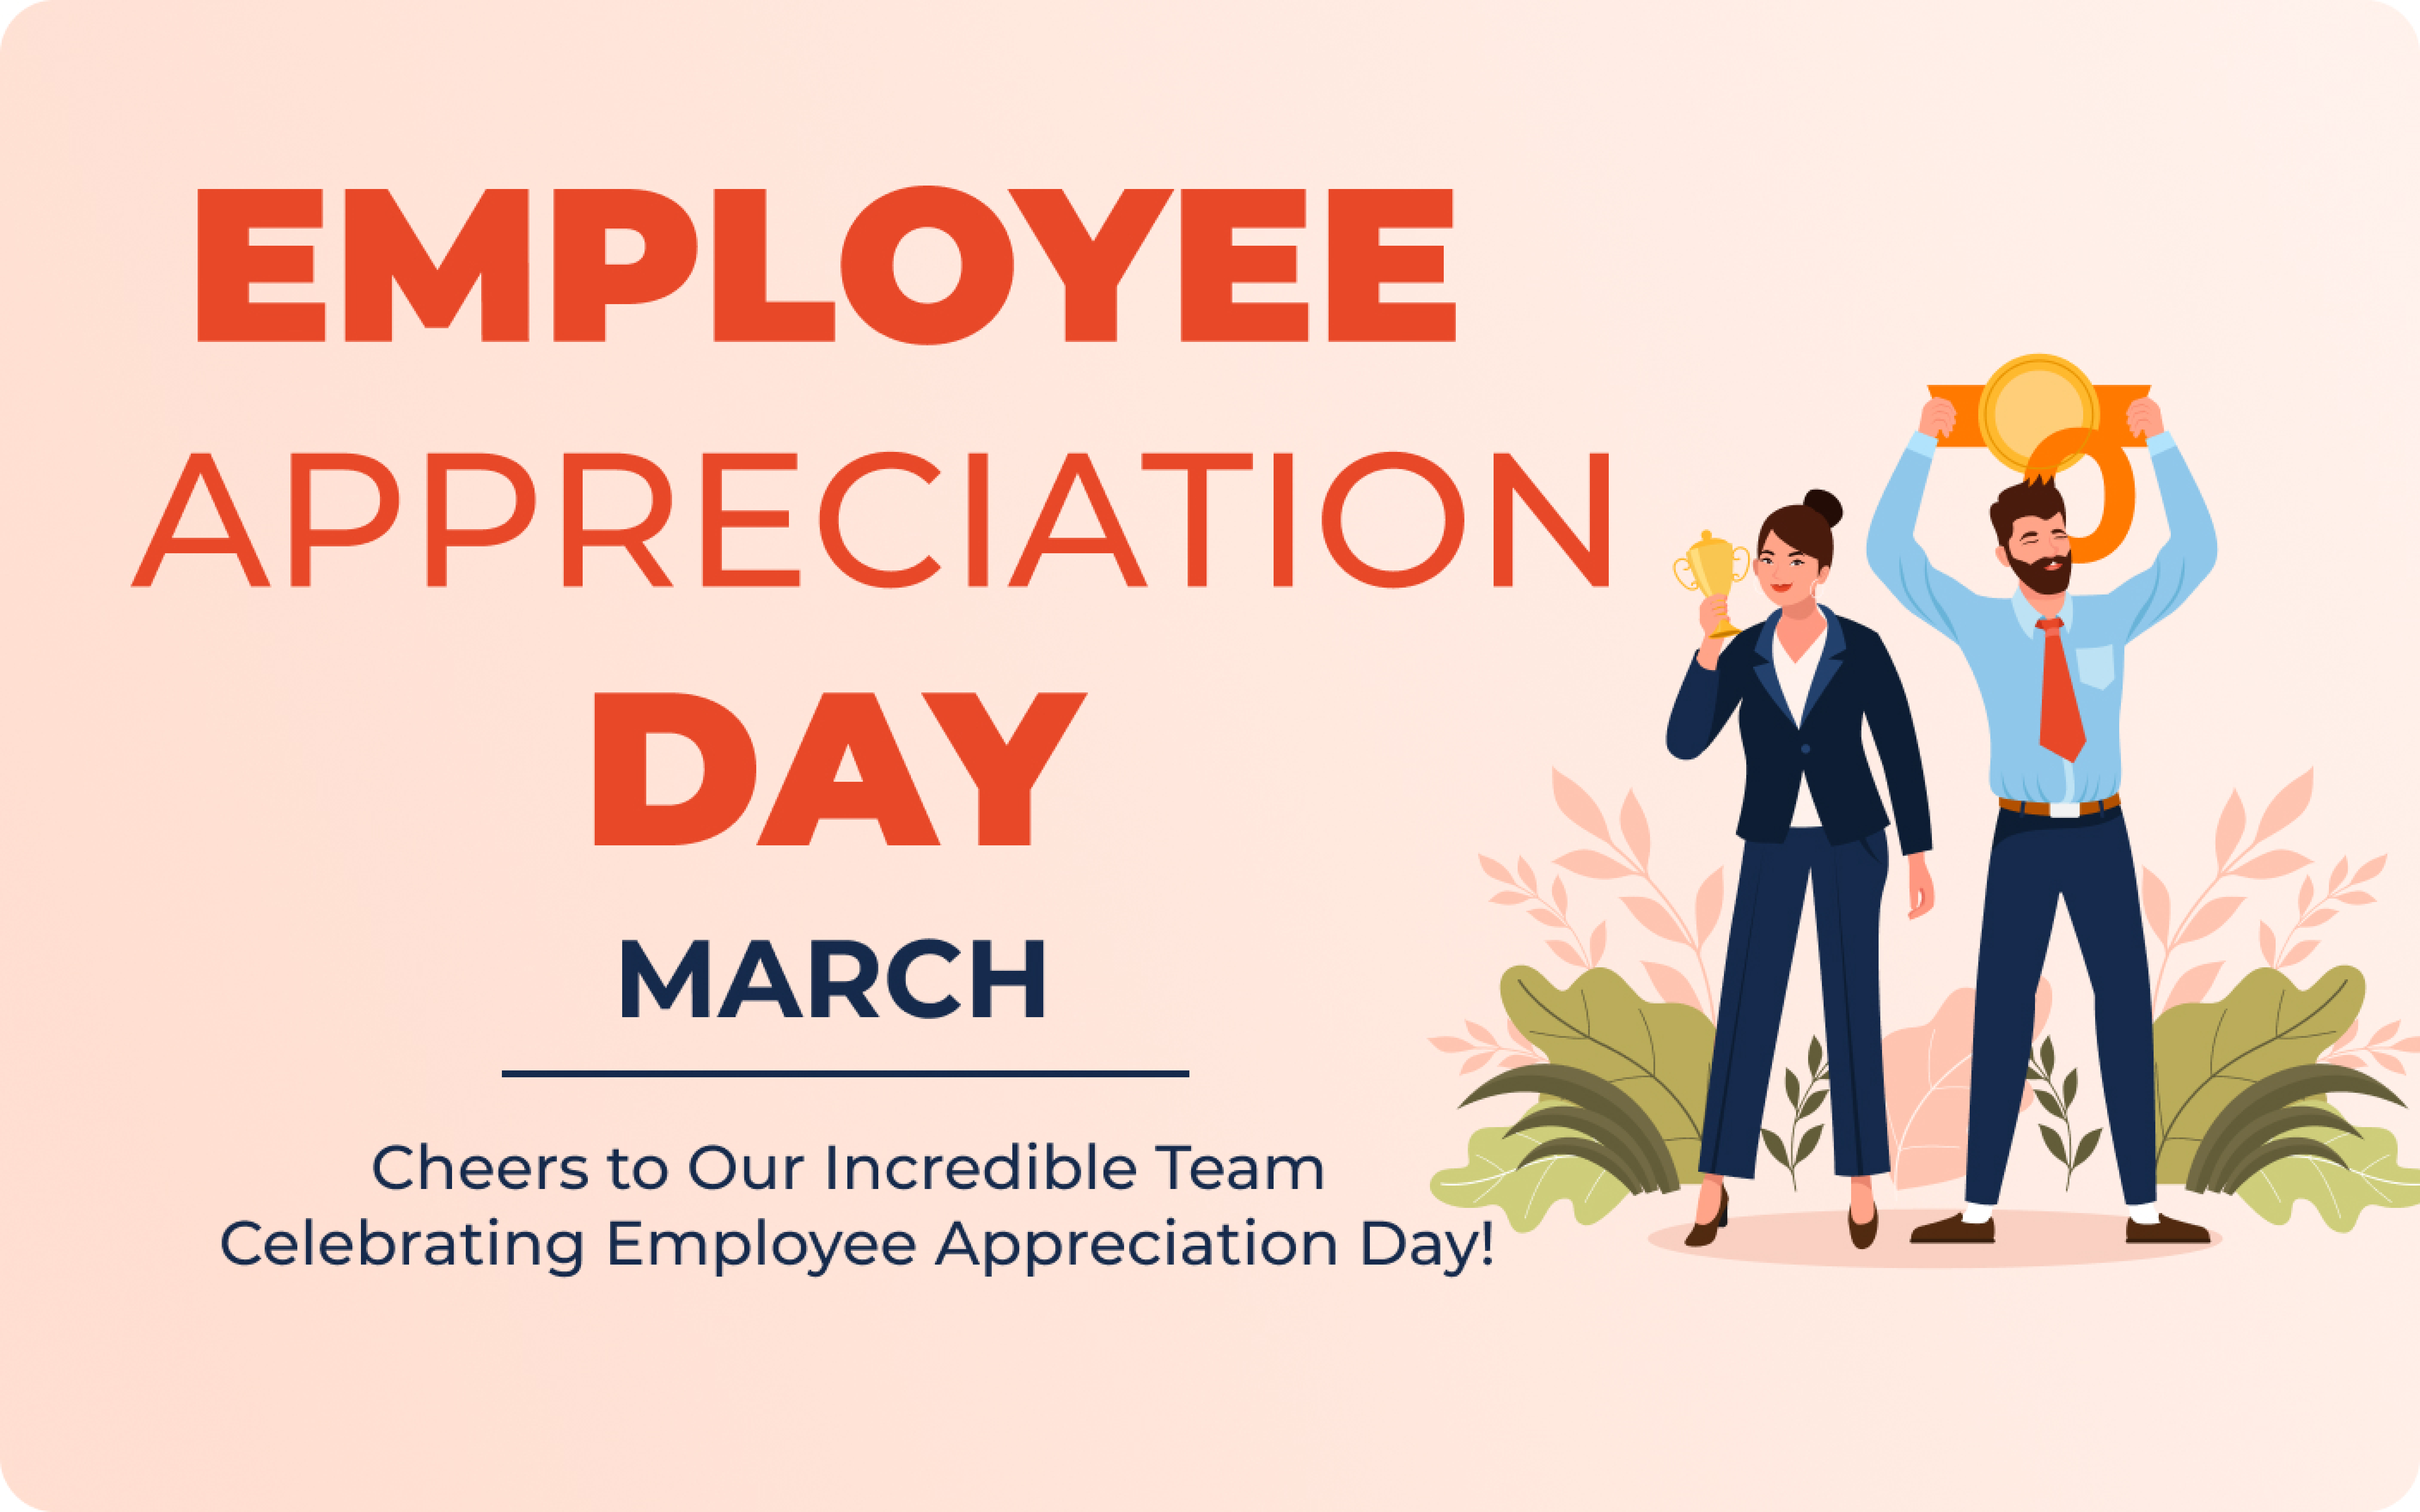 EMPLOYEE
APPRECIATION
DAY
MARCH
Cheers to Our Incredible Team
Celebrating Employee Appreciation Day!